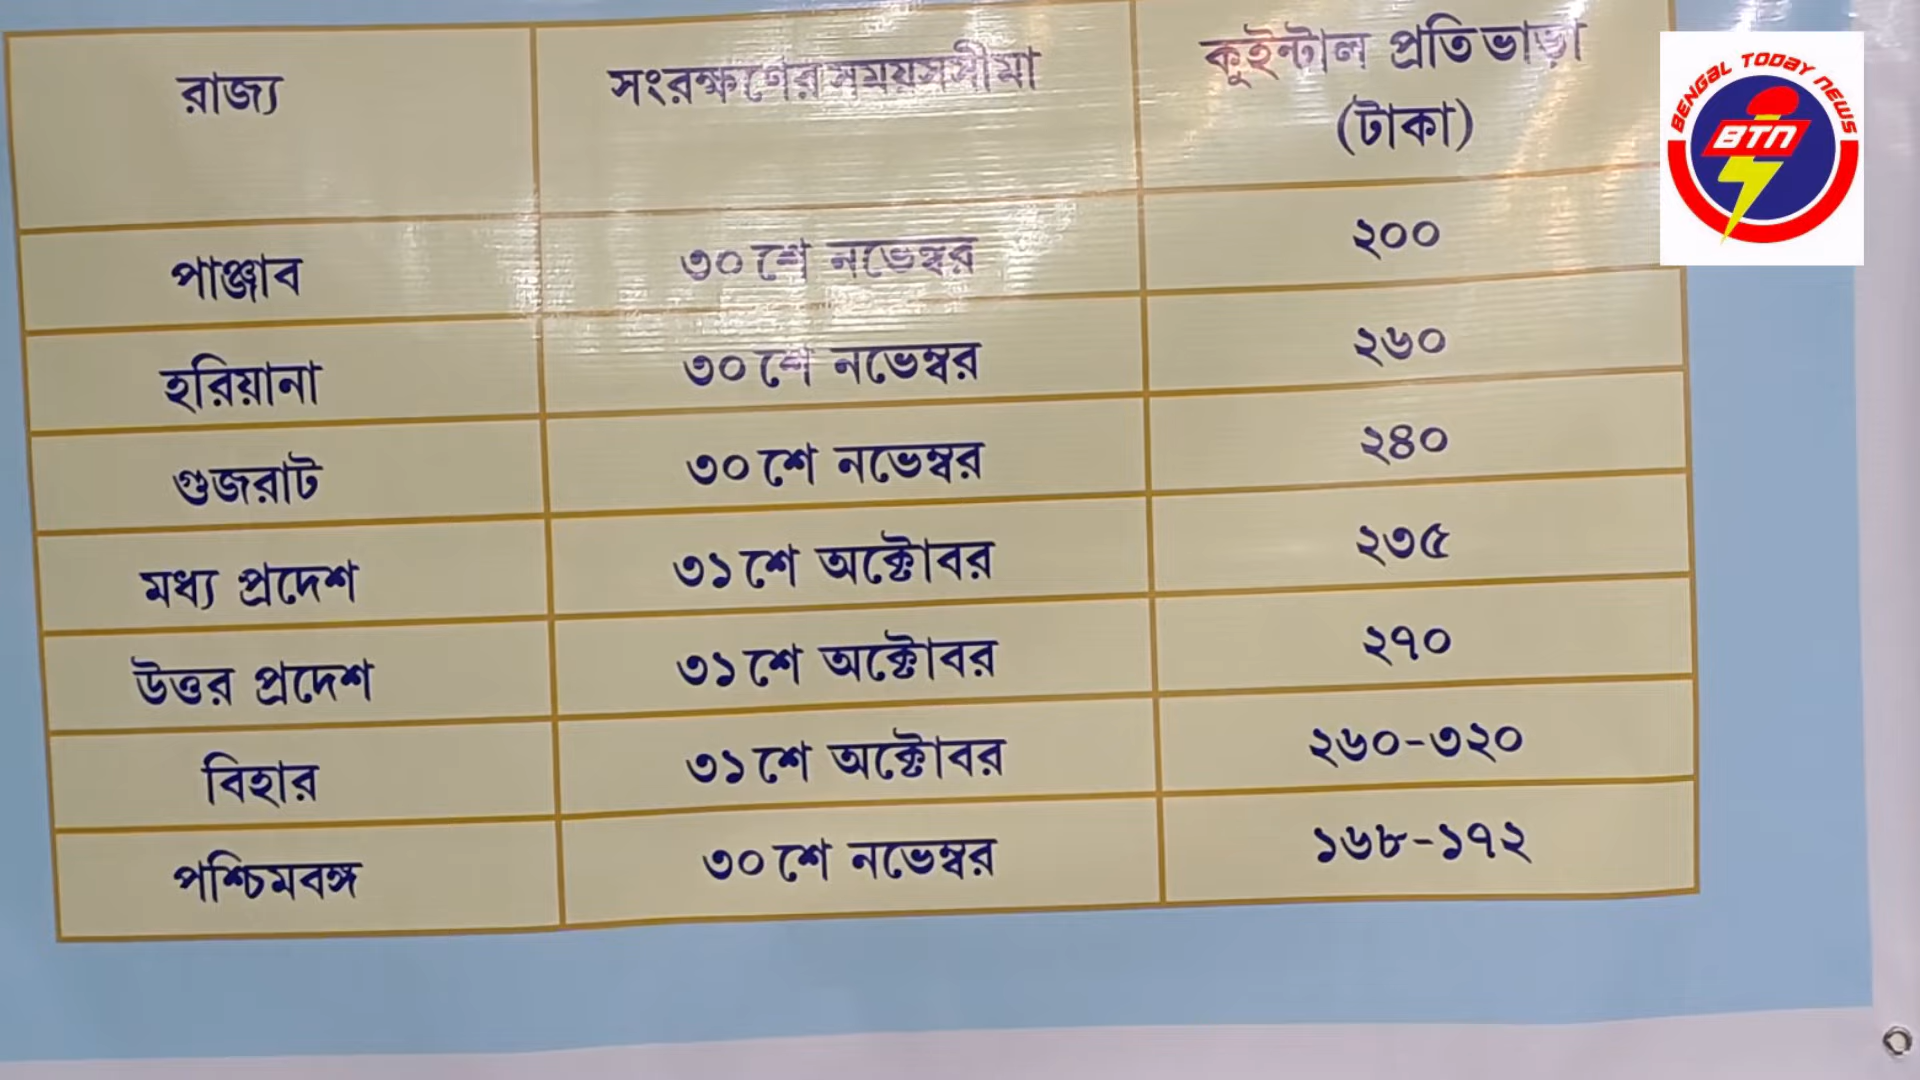 রাজ্য	সংরক্ষণের সময়সসীমা	কুইন্টাল প্রতি ভাড়া
(টাকা)
পাঞ্জাব	৩০ শে নভেম্বর	২০০
হরিয়ানা	৩০ শে নভেম্বর	২৬০
গুজরাট	৩০ শে নভেম্বর	২৪০
মধ্য প্রদেশ	৩১ শে অক্টোবর	২৩৫
উত্তর প্রদেশ	৩১ শে অক্টোবর	২৭০
বিহার	৩১ শে অক্টোবর	২৬০-৩২০
পশ্চিমবঙ্গ	৩০ শে নভেম্বর	১৬৮-১৭২
BENGAL TODAY NEWS
BTN